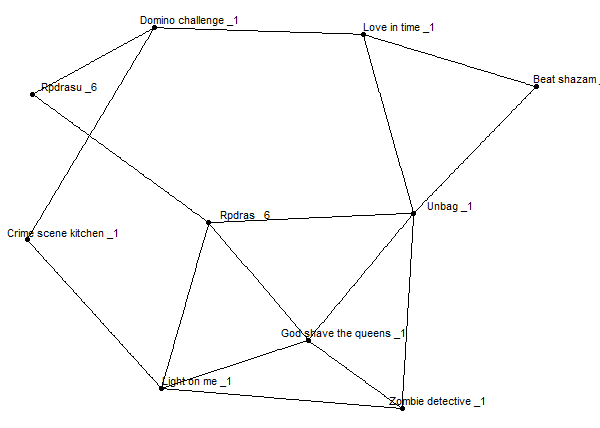 Domino challenge _1
Love in time _1
Beat shazam _
Rpdrasu _6
Unbag _1
Rpdras _6
Crime scene kitchen _1
God shave the queens _1
Light on me _1
Zombie detective _1